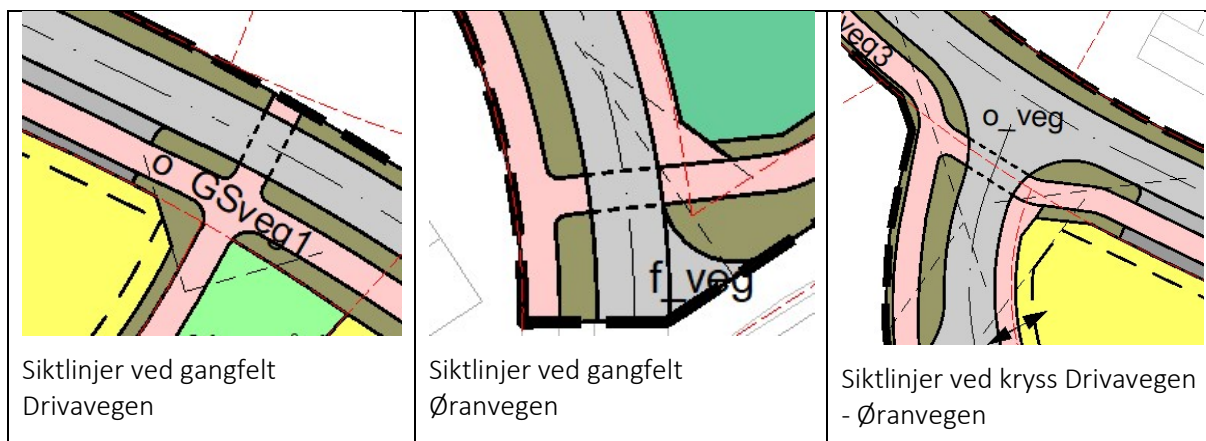 o_GSveg1
f_veg
veg3
o_veg
Siktlinjer ved gangfelt
Drivavegen
Siktlinjer ved gangfelt
Øranvegen
Siktlinjer ved kryss Drivavegen
- Øranvegen